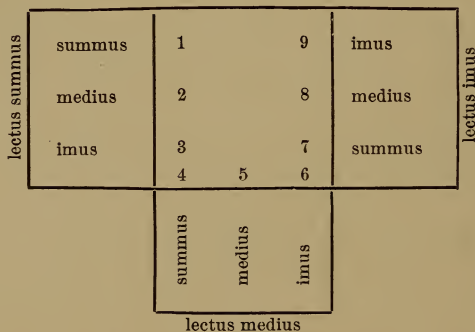 lectus summus
summus 1 9 imus
medius 2 8 medius
imus 3 7 summus
4 5 6
lectus imus
summus
medius
imus
lectus medius